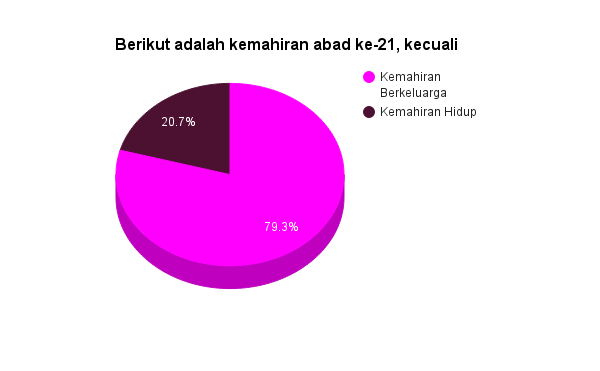 Berikut adalah kemahiran abad ke-21, kecuali
Kemahiran
Berkeluarga
Kemahiran Hidup
20.7%
79.3%